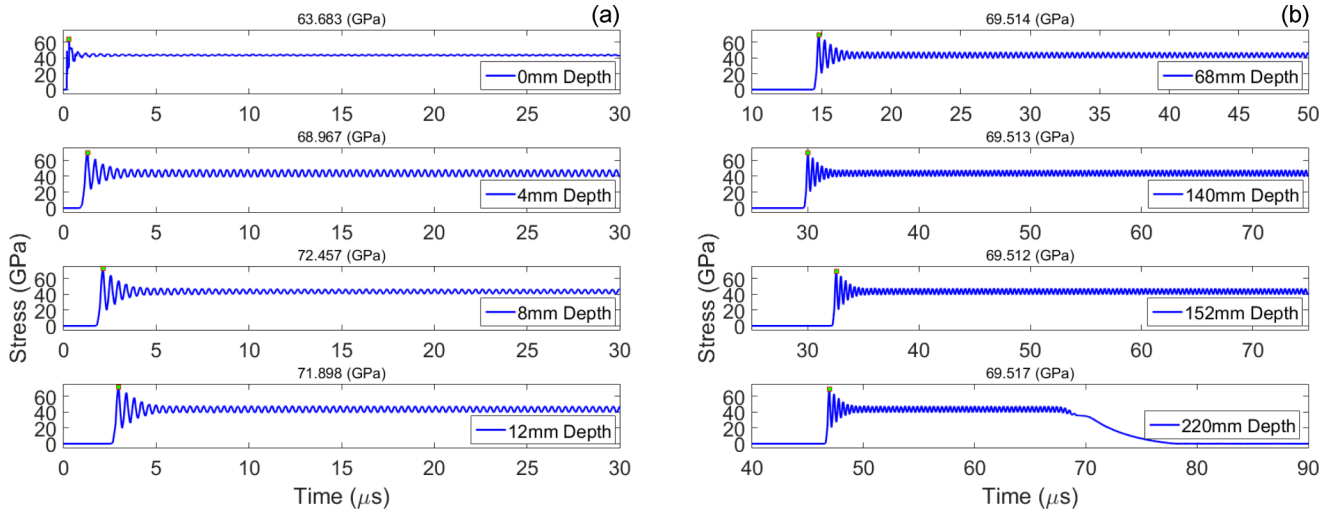 (a)
63.683 (GPa)
60
40
20
0
0mm Depth
0 5 10 15 20 25 30
68.967 (GPa)
60
40
20
0
4mm Depth
0 5 10 15 20 25 30
72.457 (GPa)
60
40
20
0
8mm Depth
0 5 10 15 20 25 30
71.898 (GPa)
60
40
20
0
12mm Depth
0 5 10 15 20 25 30
Stress (GPa)
Time (μs)
(b)
69.514 (GPa)
60
40
20
0
68mm Depth
10 15 20 25 30 35 40 45 50
69.513 (GPa)
60
40
20
0
140mm Depth
30 40 50 60 70
69.512 (GPa)
60
40
20
0
152mm Depth
30 40 50 60 70
69.517 (GPa)
60
40
20
0
220mm Depth
40 50 60 70 80 90
Stress (GPa)
Time (μs)